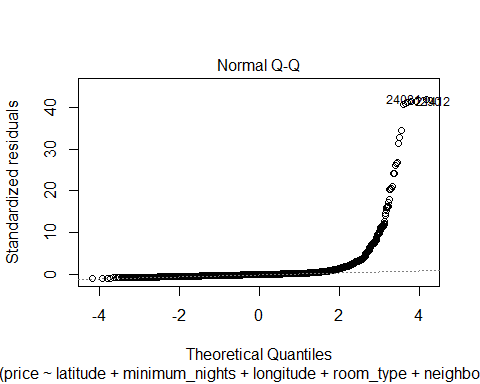 Normal Q-Q
Standardized residuals
40
30
20
10
0
-4 -2 0 2 4
Theoretical Quantiles
(price ~ latitude + minimum_nights + longitude + room_type + neighbo